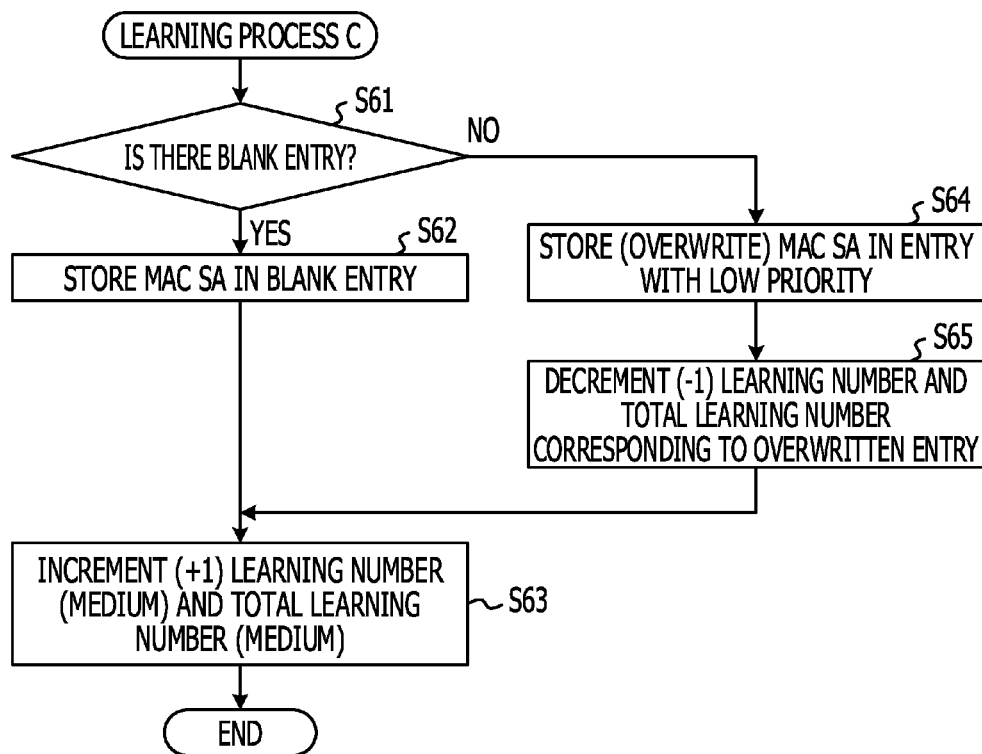 LEARNING PROCESS C
S61
IS THERE BLANK ENTRY?
NO
YES
S62
STORE MAC SA IN BLANK ENTRY
S64
STORE (OVERWRITE) MAC SA IN ENTRY
WITH LOW PRIORITY
S65
DECREMENT (-1) LEARNING NUMBER AND
TOTAL LEARNING NUMBER
CORRESPONDING TO OVERWRITTEN ENTRY
INCREMENT (+1) LEARNING NUMBER
(MEDIUM) AND TOTAL LEARNING
NUMBER (MEDIUM)
S63
END